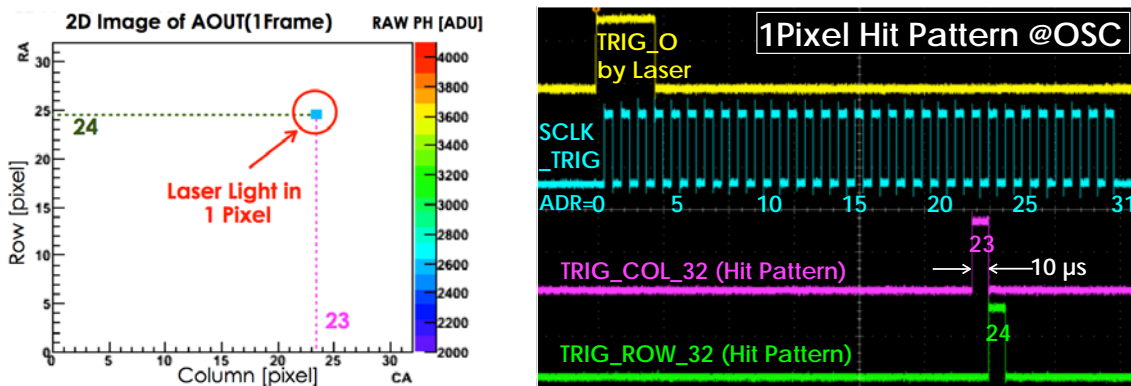 2D Image of AOUT(1Frame)
RAW PH [ADU]
RA
30
25
20
15
10
5
0
24
Laser Light in
1 Pixel
23
Row [pixel]
0 5 10 15 20 25 30
Column [pixel]
CA
4000
3800
3600
3400
3200
3000
2800
2600
2400
2200
2000
1Pixel Hit Pattern @OSC
TRIG_O
by Laser
SCLK
_TRIG
ADR=0 5 10 15 20 25 31
23
TRIG_COL_32 (Hit Pattern)
10 µs
24
TRIG_ROW_32 (Hit Pattern)